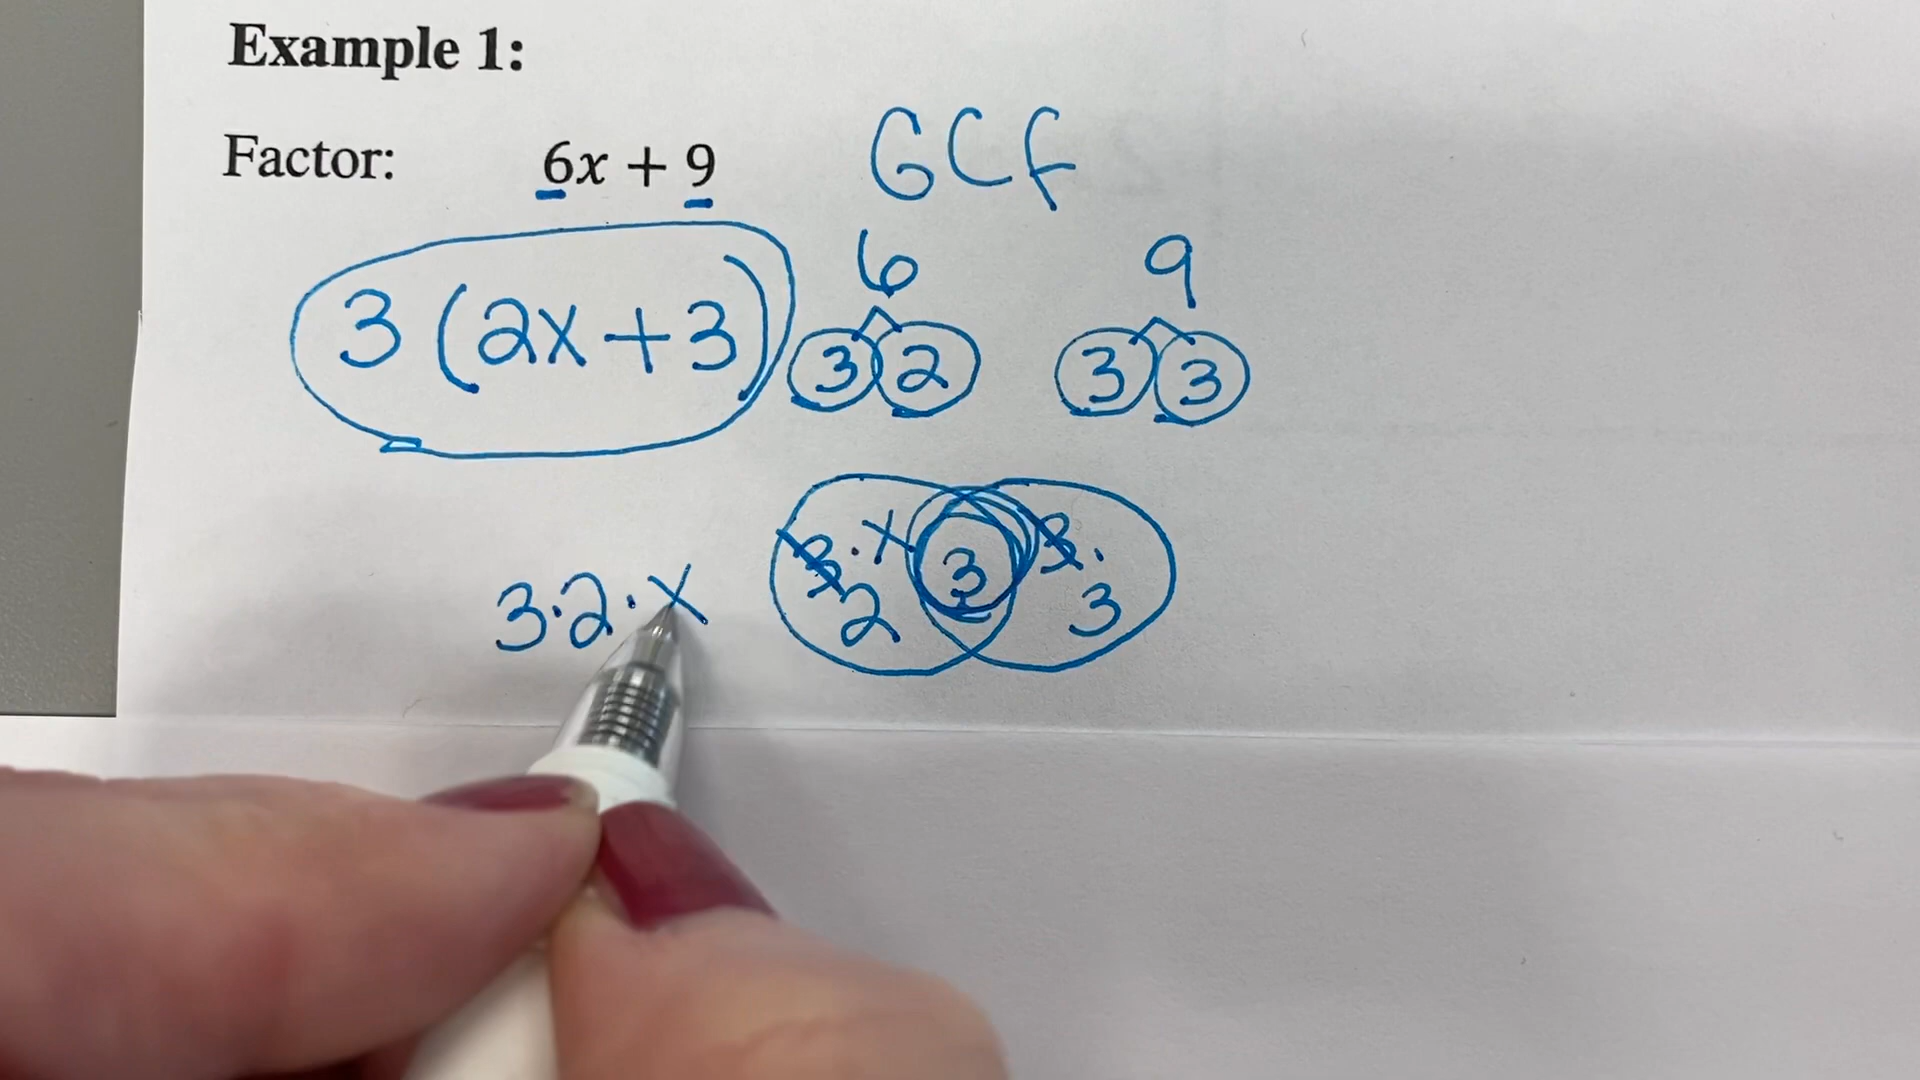 Example 1:
Factor: 6x + 9 GCF
6 9
3 (2x+3) 3 2 3 3
3 · x 3 3 ·
3·2·x 2 3